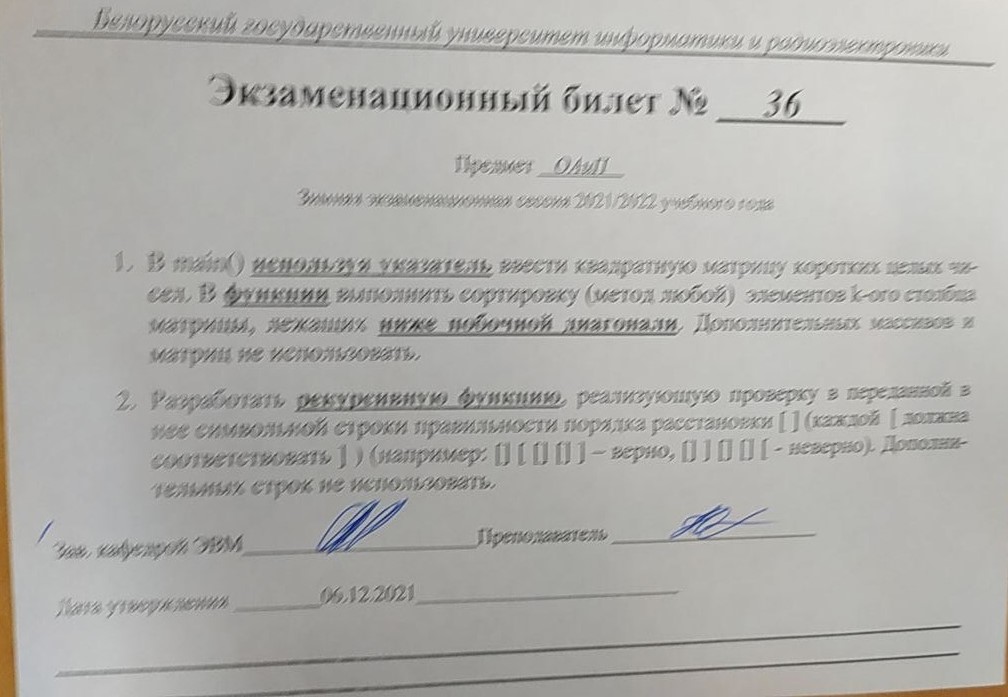 Белорусский государственный университет информатики и радиоэлектроники
Экзаменационный билет № 36
Предмет ОАиП
Зимняя экзаменационная сессия 2021/2022 учебного года
1. В main() используя указатель ввести квадратную матрицу коротких целых чи-
сел. В функции выполнить сортировку (метод любой) элементов k-ого столбца
матрицы, лежащих ниже побочной диагонали. Дополнительных массивов и
матриц не использовать.
2. Разработать рекурсивную функцию, реализующую проверку в переданной в
нее символьной строки правильности порядка расстановки [ ] (каждой [ должна
соответствовать ] ) (например: [] [ [] [] ] – верно, [] ] [] [] [ - неверно). Дополни-
тельных строк не использовать.
Зав. кафедрой ЭВМ Преподаватель
Дата утверждения 06.12.2021